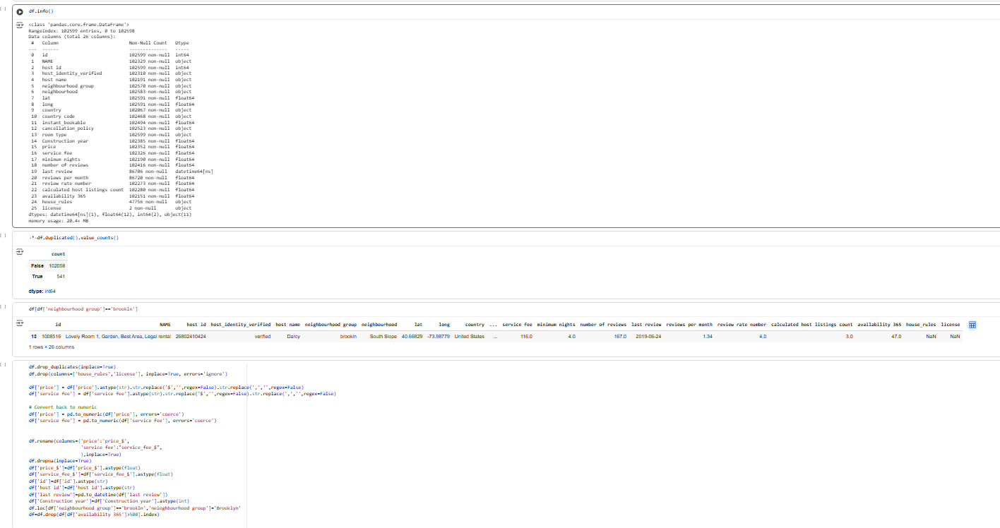 [ ]
df.info()
<class 'pandas.core.frame.DataFrame'>
RangeIndex: 102599 entries, 0 to 102598
Data columns (total 26 columns):
#   Column   Non-Null Count   Dtype
---  ------   --------------   -----
0   id   102599 non-null   int64
1   NAME   102329 non-null   object
2   host id   102599 non-null   int64
3   host_identity_verified   102310 non-null   object
4   host name   102191 non-null   object
5   neighbourhood group   102570 non-null   object
6   neighbourhood   102583 non-null   object
7   lat   102591 non-null   float64
8   long   102591 non-null   float64
9   country   102067 non-null   object
10   country code   102468 non-null   object
11   instant_bookable   102494 non-null   float64
12   cancellation_policy   102523 non-null   object
13   room type   102599 non-null   object
14   Construction year   102385 non-null   float64
15   price   102352 non-null   float64
16   service fee   102326 non-null   float64
17   minimum nights   102190 non-null   float64
18   number of reviews   102416 non-null   float64
19   last review   86706 non-null   datetime64[ns]
20   reviews per month   86720 non-null   float64
21   review rate number   102273 non-null   float64
22   calculated host listings count   102280 non-null   float64
23   availability 365   102151 non-null   float64
24   house_rules   47756 non-null   object
25   license   2 non-null   object
dtypes: datetime64[ns](1), float64(12), int64(2), object(11)
memory usage: 20.4+ MB
[ ]
-*-df.duplicated().value_counts()
count
False 102058
True 541
dtype: int64
[ ]
df[df['neighbourhood group']=='brookln']
id NAME host id host_identity_verified host name neighbourhood group neighbourhood lat long country ... service fee minimum nights number of reviews last review reviews per month review rate number calculated host listings count availability 365 house_rules license
13 1008516 Lovely Room 1, Garden, Best Area, Legal rental 26802410424 verified Darcy brookln South Slope 40.66829 -73.98779 United States ... 116.0 4.0 167.0 2019-06-24 1.34 4.0 3.0 47.0 NaN NaN
1 rows × 26 columns
[ ]
df.drop_duplicates(inplace=True)
df.drop(columns=['house_rules','license'], inplace=True, errors='ignore')
df['price'] = df['price'].astype(str).str.replace('$','',regex=False).str.replace(',','',regex=False)
df['service fee'] = df['service fee'].astype(str).str.replace('$','',regex=False).str.replace(',','',regex=False)
# Convert back to numeric
df['price'] = pd.to_numeric(df['price'], errors='coerce')
df['service fee'] = pd.to_numeric(df['service fee'], errors='coerce')
df.rename(columns={'price':'price_$',
'service fee':"service_fee_$",
},inplace=True)
df.dropna(inplace=True)
df['price_$']=df['price_$'].astype(float)
df['service_fee_$']=df['service_fee_$'].astype(float)
df['id']=df['id'].astype(str)
df['host id']=df['host id'].astype(str)
df['last review']=pd.to_datetime(df['last review'])
df['Construction year']=df['Construction year'].astype(int)
df.loc[df['neighbourhood group']=='brookln','neioghbourhood group']='Brooklyn'
df=df.drop(df[df['availability 365']>500].index)